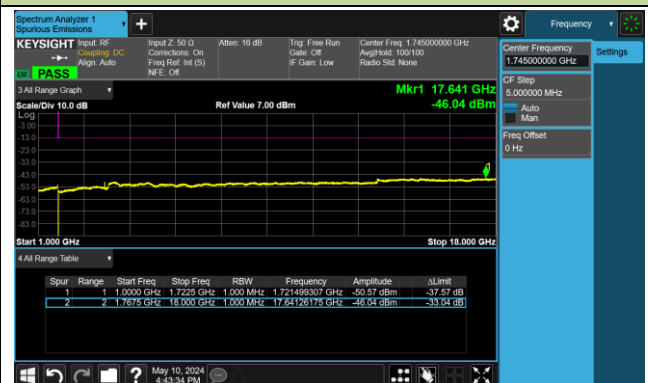 Spectrum Analyzer 1
Spurious Emissions
Frequency
KEYSIGHT
Input: RF
Coupling: DC
Align: Auto
Input Z: 50 Ω
Corrections: On
Freq Ref: Int (S)
NFE: Off
Atten: 16 dB
Trig: Free Run
Gate: Off
IF Gain: Low
Center Freq: 1.745000000 GHz
Avg|Hold: 100/100
Radio Std: None
PASS
Center Frequency
1.745000000 GHz
Settings
CF Step
5.000000 MHz
Auto
Man
Freq Offset
0 Hz
3 All Range Graph
Mkr1 17.641 GHz
-46.04 dBm
Scale/Div 10.0 dB
Ref Value 7.00 dBm
Log
-3.00
-13.0
-23.0
-33.0
-43.0
-53.0
-63.0
-73.0
-83.0
Start 1.000 GHz
Stop 18.000 GHz
4 All Range Table
Spur Range Start Freq Stop Freq RBW Frequency Amplitude ΔLimit
1 1 1.0000 GHz 1.7225 GHz 1.000 MHz 1.721499307 GHz -50.57 dBm -37.57 dB
2 2 1.7675 GHz 18.000 GHz 1.000 MHz 17.64126175 GHz -46.04 dBm -33.04 dB
May 10, 2024
4:43:34 PM